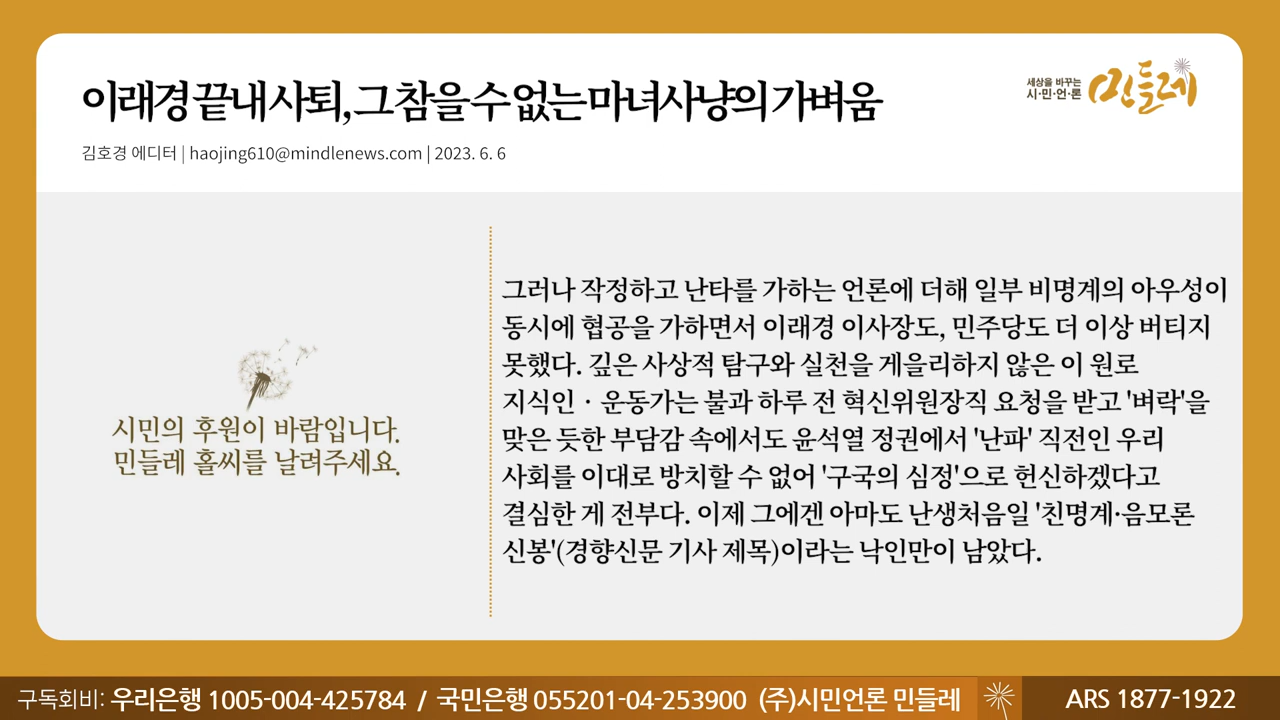 이래경 끝내 사퇴, 그 참을 수 없는 마녀사냥의 가벼움
김호경 에디터 | haojing610@mindlenews.com | 2023. 6. 6
세상을 바꾸는
시·민·언·론
민들레
그러나 작정하고 난타를 가하는 언론에 더해 일부 비명계의 아우성이
동시에 협공을 가하면서 이래경 이사장도, 민주당도 더 이상 버티지
못했다. 깊은 사상적 탐구와 실천을 게을리하지 않은 이 원로
지식인 · 운동가는 불과 하루 전 혁신위원장직 요청을 받고 '벼락'을
맞은 듯한 부담감 속에서도 윤석열 정권에서 '난파' 직전인 우리
사회를 이대로 방치할 수 없어 '구국의 심정'으로 헌신하겠다고
결심한 게 전부다. 이제 그에겐 아마도 난생처음일 '친명계·음모론
신봉'(경향신문 기사 제목)이라는 낙인만이 남았다.
시민의 후원이 바람입니다.
민들레 홀씨를 날려주세요.
구독회비: 우리은행 1005-004-425784 / 국민은행 055201-04-253900 (주)시민언론 민들레
ARS 1877-1922